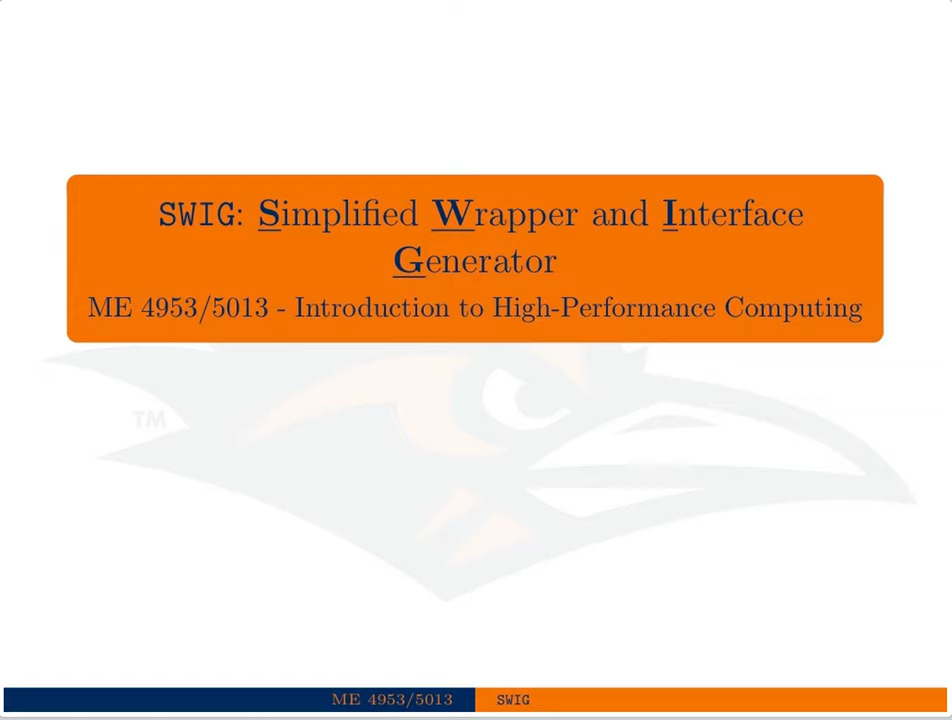 SWIG: Simplified Wrapper and Interface
Generator
ME 4953/5013 - Introduction to High-Performance Computing
TM
ME 4953/5013 SWIG